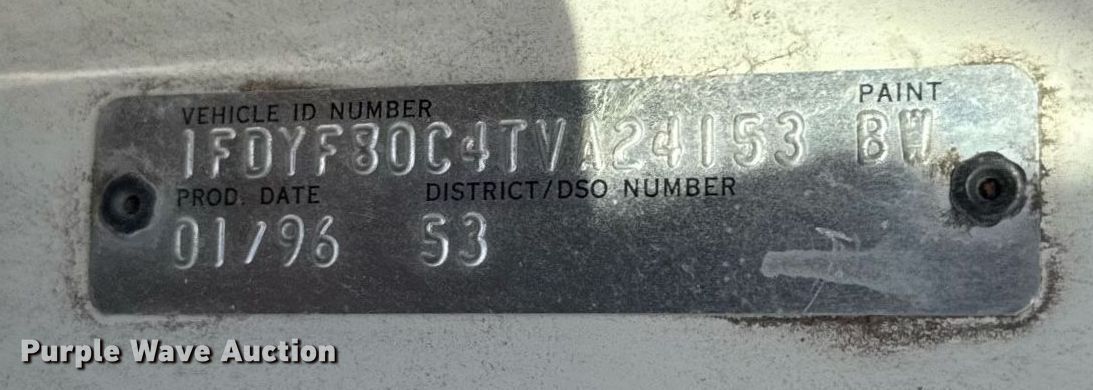 VEHICLE ID NUMBER PAINT
1FDYF80C4TVA24153 BW
PROD. DATE DISTRICT/DSO NUMBER
01/96 53
Purple Wave Auction